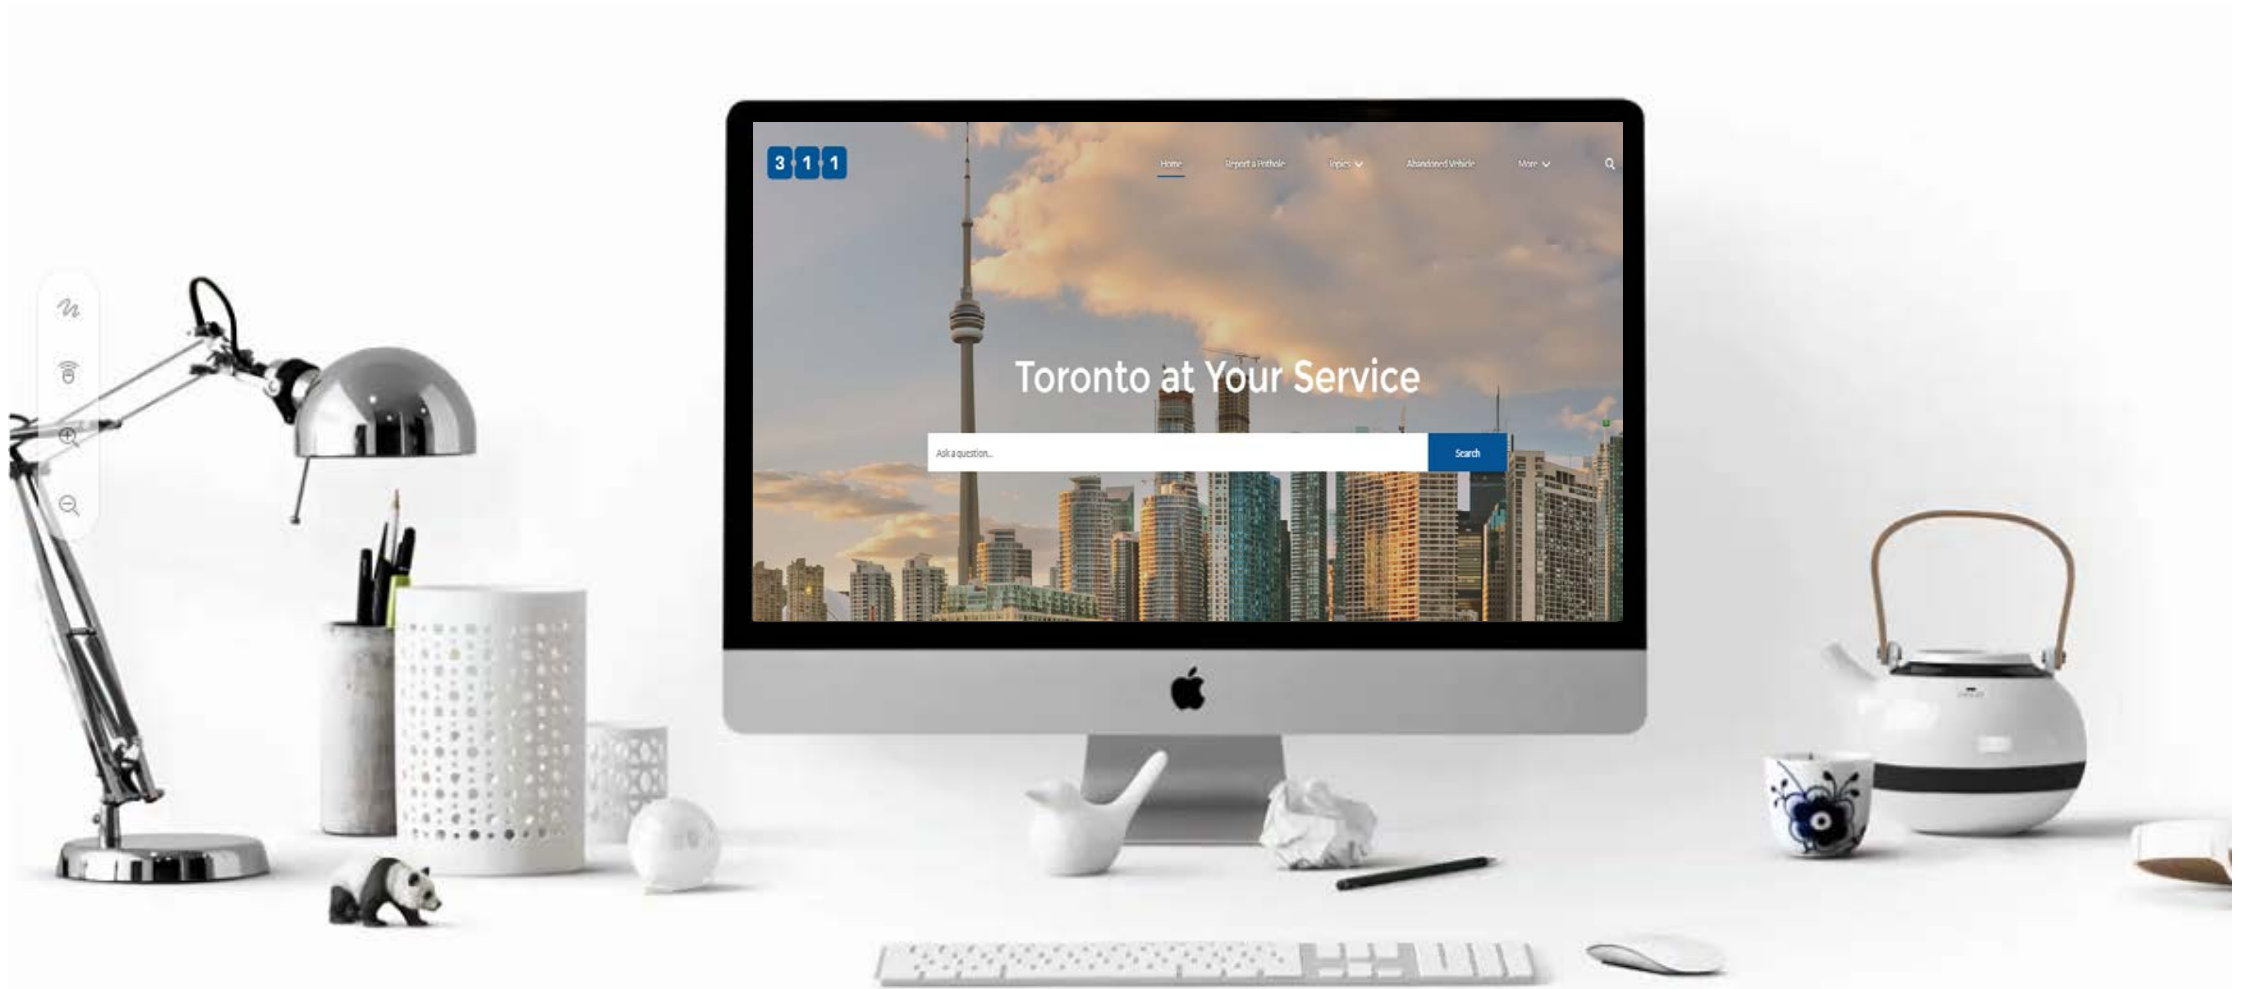 3 1 1
Home Report a Pothole Topics Abandoned Vehicle More
Toronto at Your Service
Ask a question... Search